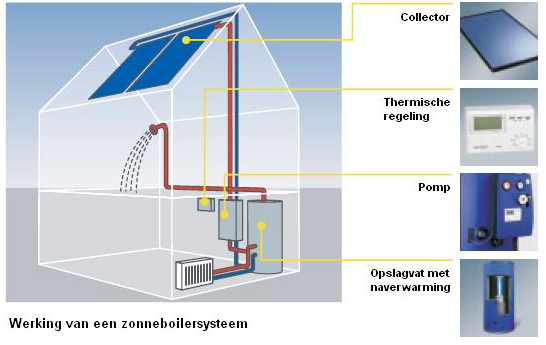 Collector
Thermische
regeling
Pomp
Opslagvat met
naverwarming
Werking van een zonneboilersysteem